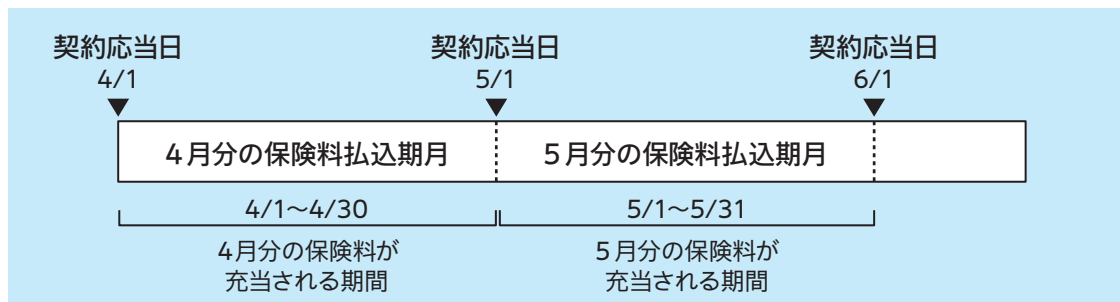 契約応当日
4/1
契約応当日
5/1
契約応当日
6/1
4月分の保険料払込期月
5月分の保険料払込期月
4/1〜4/30
5/1〜5/31
4月分の保険料が
充当される期間
5月分の保険料が
充当される期間